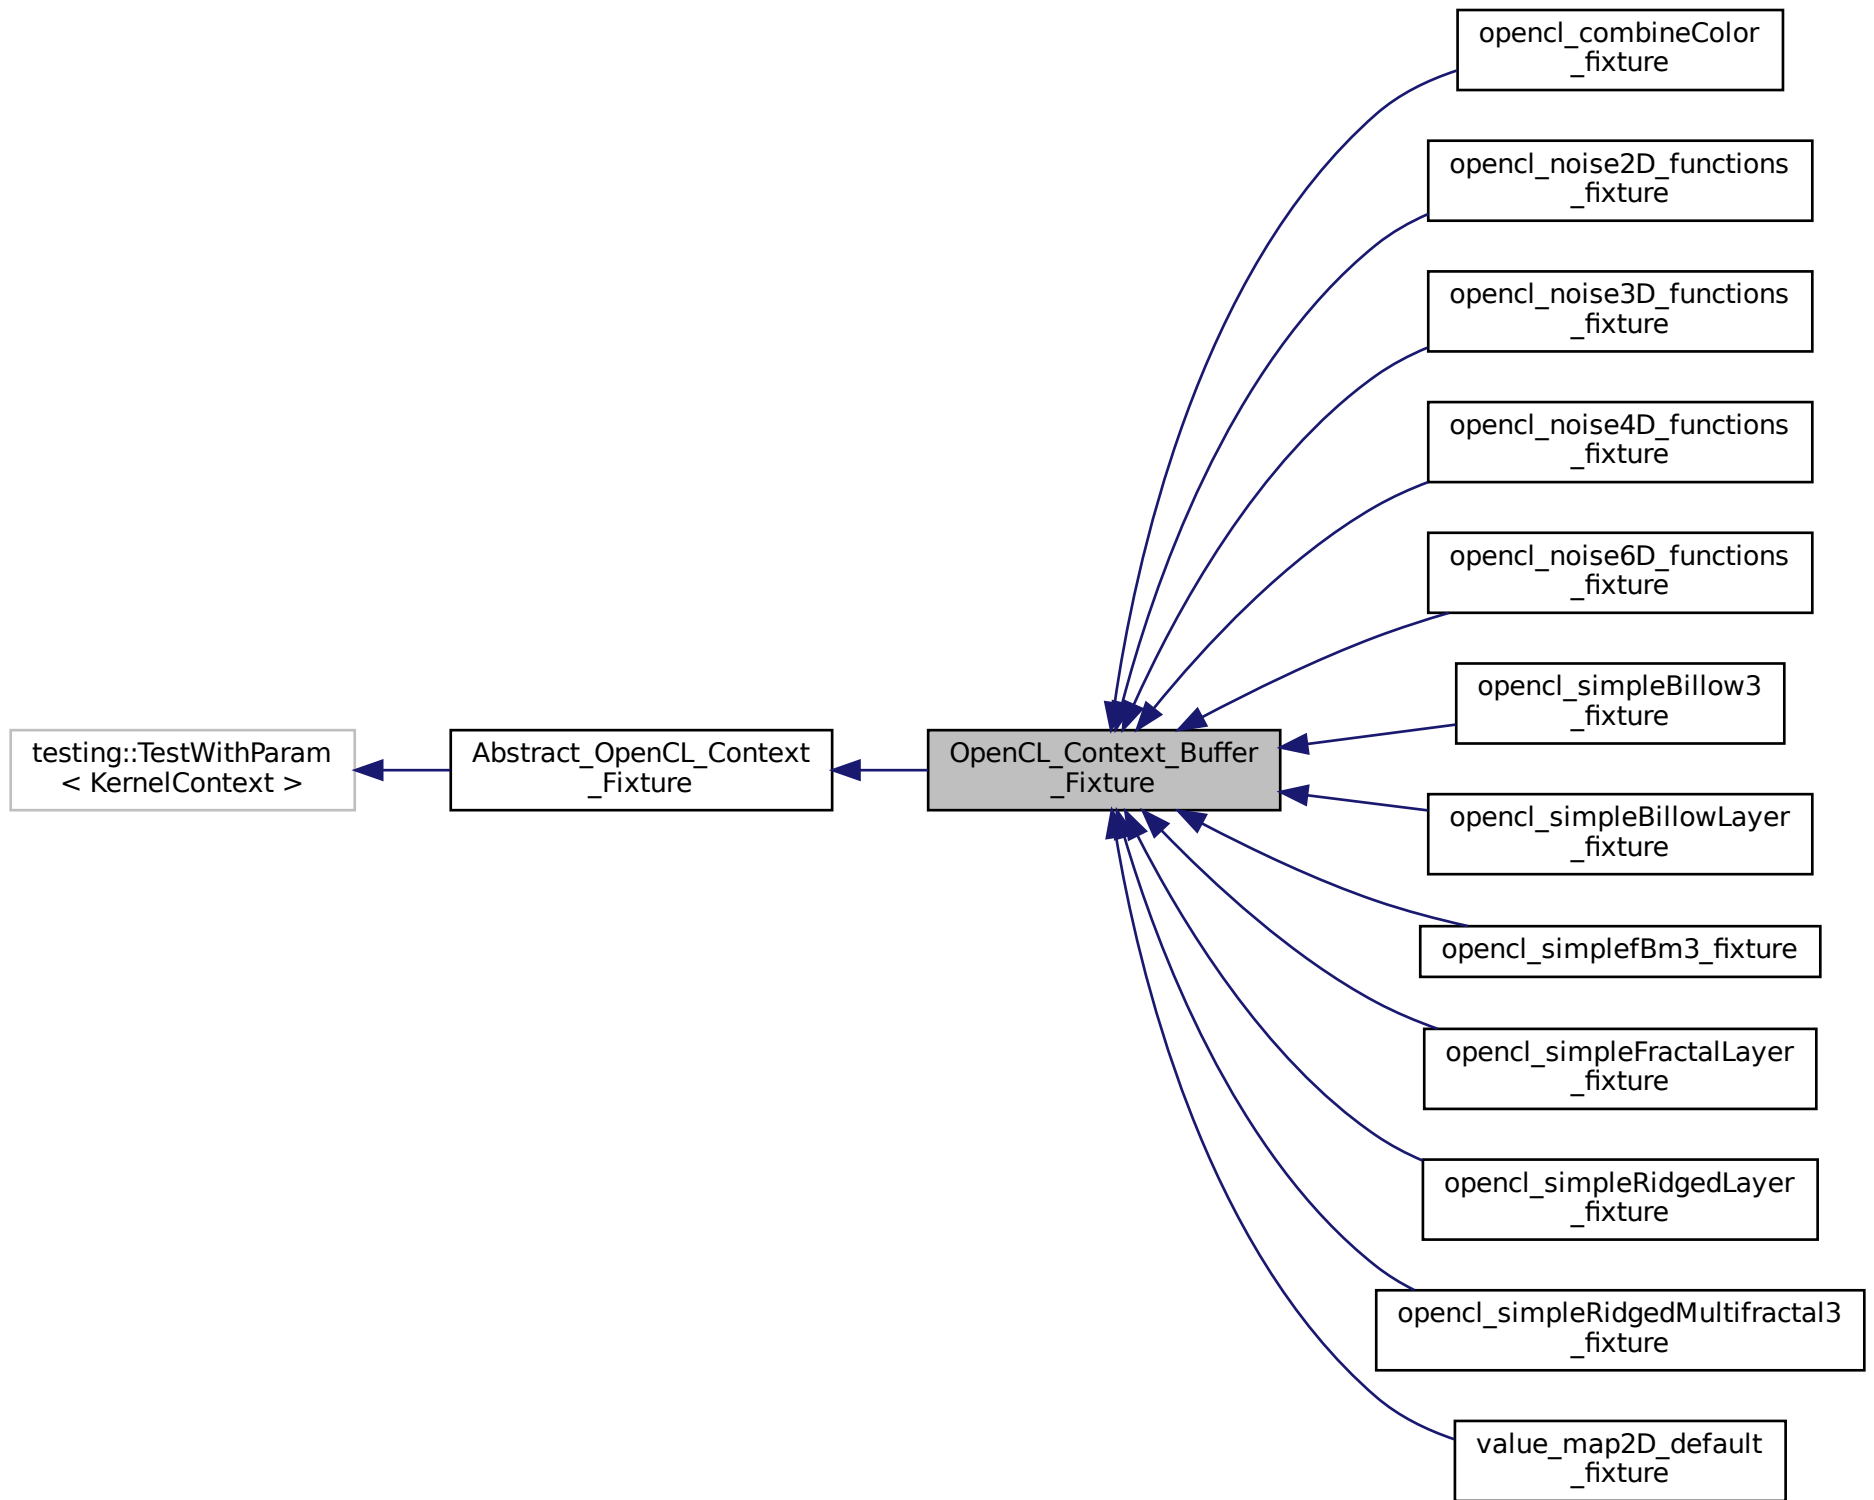 testing::TestWithParam
< KernelContext >
Abstract_OpenCL_Context
_Fixture
OpenCL_Context_Buffer
_Fixture
opencl_combineColor
_fixture
opencl_noise2D_functions
_fixture
opencl_noise3D_functions
_fixture
opencl_noise4D_functions
_fixture
opencl_noise6D_functions
_fixture
opencl_simpleBillow3
_fixture
opencl_simpleBillowLayer
_fixture
opencl_simplefBm3_fixture
opencl_simpleFractalLayer
_fixture
opencl_simpleRidgedLayer
_fixture
opencl_simpleRidgedMultifractal3
_fixture
value_map2D_default
_fixture